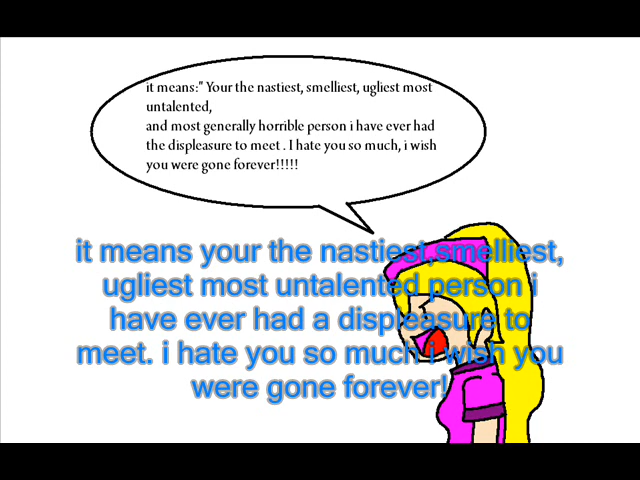 it means:" Your the nastiest, smelliest, ugliest most
untalented,
and most generally horrible person i have ever had
the displeasure to meet . I hate you so much, i wish
you were gone forever!!!!!
it means your the nastiest,smelliest,
ugliest most untalented person i
have ever had a displeasure to
meet. i hate you so much i wish you
were gone forever!